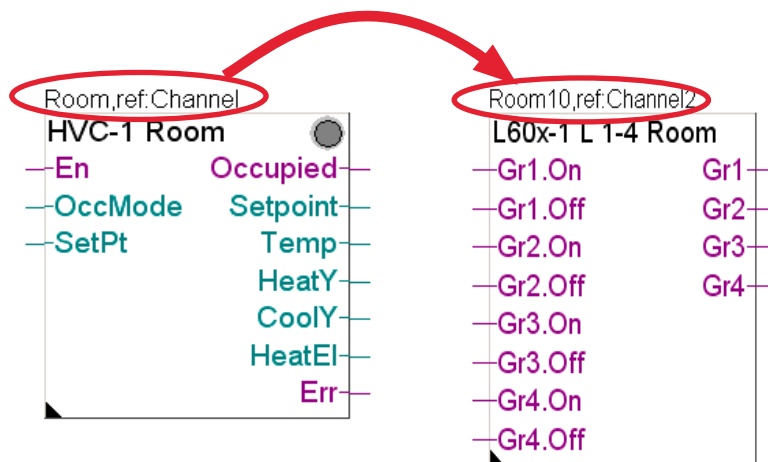 Room,ref:Channel
HVC-1 Room
En Occupied
OccMode Setpoint
SetPt Temp
HeatY
CoolY
HeatEl
Err
Room10,ref:Channel2
L60x-1 L 1-4 Room
Gr1.On Gr1
Gr1.Off Gr2
Gr2.On Gr3
Gr2.Off Gr4
Gr3.On
Gr3.Off
Gr4.On
Gr4.Off